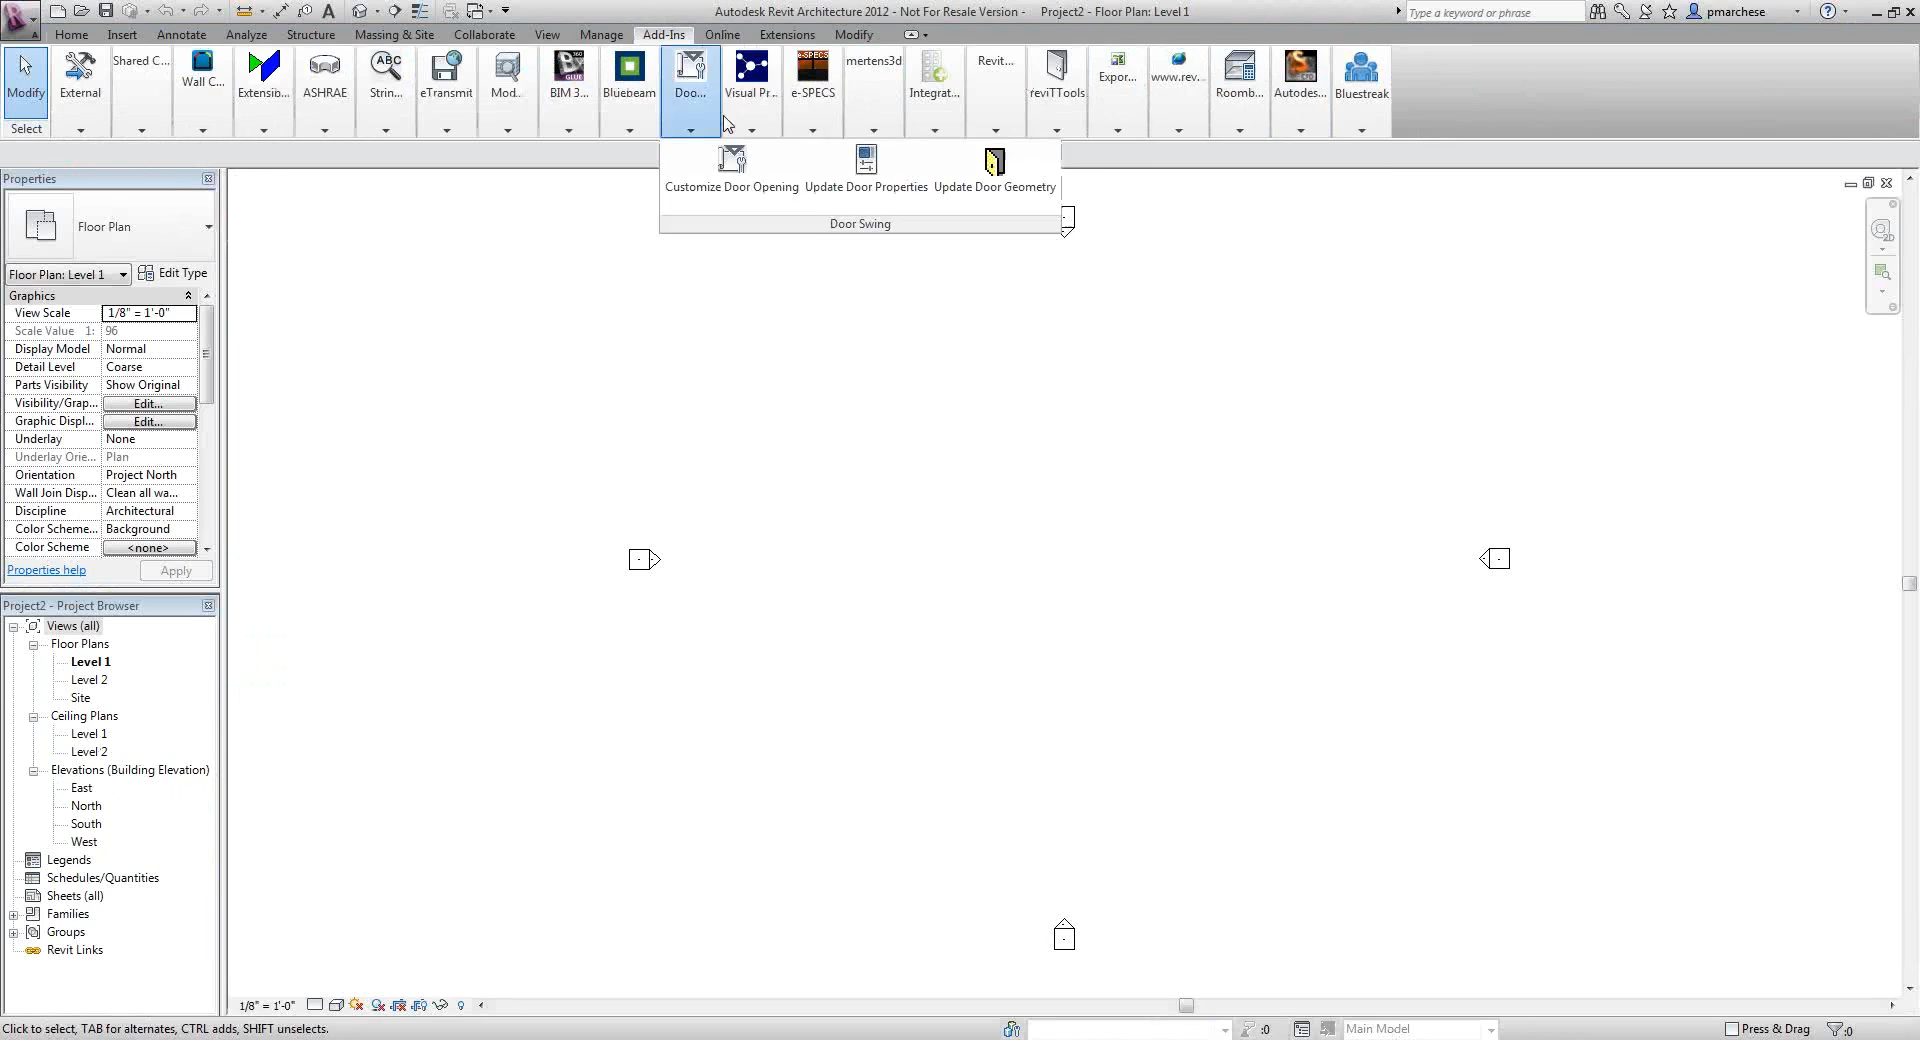 Autodesk Revit Architecture 2012 - Not For Resale Version - Project2 - Floor Plan: Level 1
Type a keyword or phrase
pmarchese
Home Insert Annotate Analyze Structure Massing & Site Collaborate View Manage Add-Ins Online Extensions Modify
Modify
External
Shared C...
Wall C...
Extensib...
ASHRAE
ABC
Strin...
eTransmit
Mod...
360
GLUE
BIM 3...
Bluebeam
Doo...
Visual Pr...
e-SPECS
e-SPECS
mertens3d
Integrat...
Revit...
reviTTools
Expor...
www.rev...
Roomb...
Autodes...
Bluestreak
Select
Customize Door Opening Update Door Properties Update Door Geometry
Door Swing
Properties
Floor Plan
Floor Plan: Level 1 Edit Type
Graphics
View Scale 1/8" = 1'-0"
Scale Value 1: 96
Display Model Normal
Detail Level Coarse
Parts Visibility Show Original
Visibility/Grap... Edit...
Graphic Displ... Edit...
Underlay None
Underlay Orie... Plan
Orientation Project North
Wall Join Disp... Clean all wa...
Discipline Architectural
Color Scheme... Background
Color Scheme <none>
Properties help Apply
Project2 - Project Browser
Views (all)
Floor Plans
Level 1
Level 2
Site
Ceiling Plans
Level 1
Level 2
Elevations (Building Elevation)
East
North
South
West
Legends
Schedules/Quantities
Sheets (all)
Families
Groups
Revit Links
2D
1/8" = 1'-0"
Click to select, TAB for alternates, CTRL adds, SHIFT unselects.
:0
Main Model
Press & Drag
:0